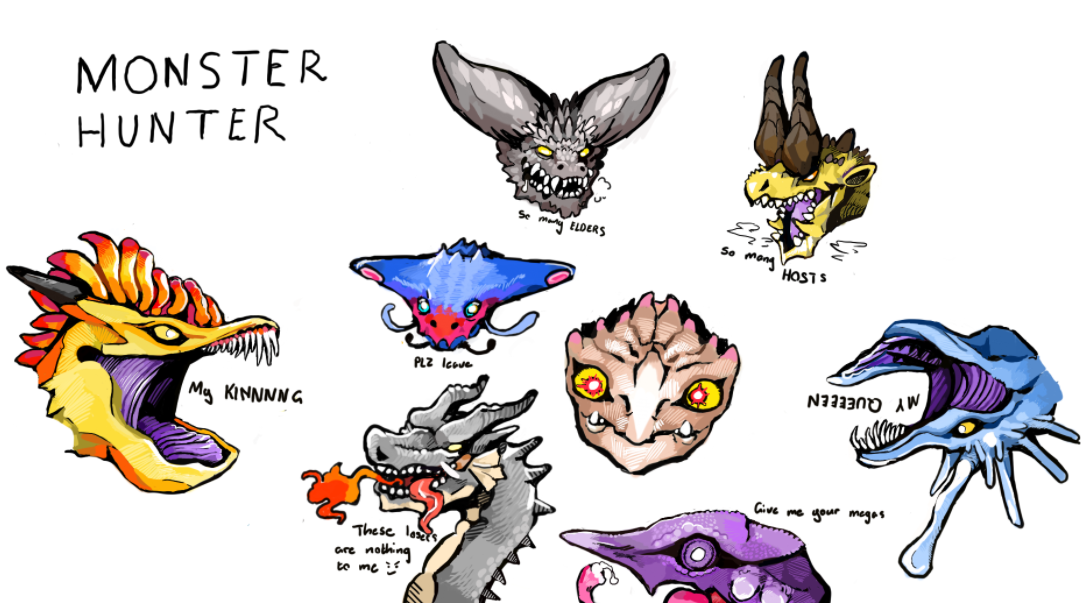 MONSTER
HUNTER
So many ELDERS
So many
HOSTS
PLZ leave
My KINNNNG
MY QUEEEEN
These losers
are nothing
to me
Give me your megas